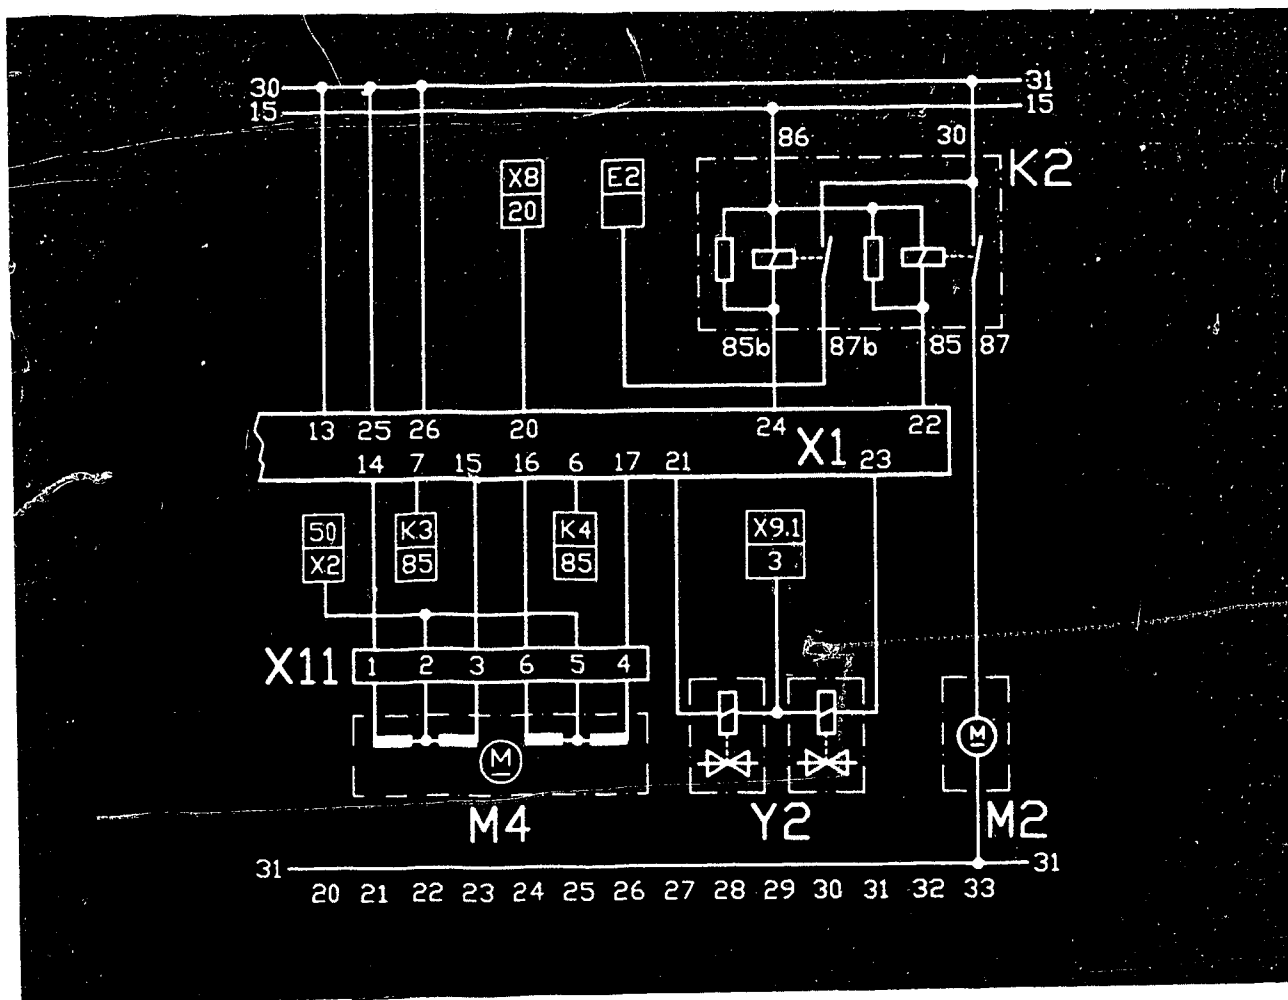 30 31
15 15
86 30
K2
X8 E2
20
85b 87b 85 87
13 25 26 20 24 X1 22
14 7 15 16 6 17 21 23
50 K3 K4 X9.1
X2 85 85 3
X11 1 2 3 6 5 4
M M
M4 Y2 M2
31 31
20 21 22 23 24 25 26 27 28 29 30 31 32 33